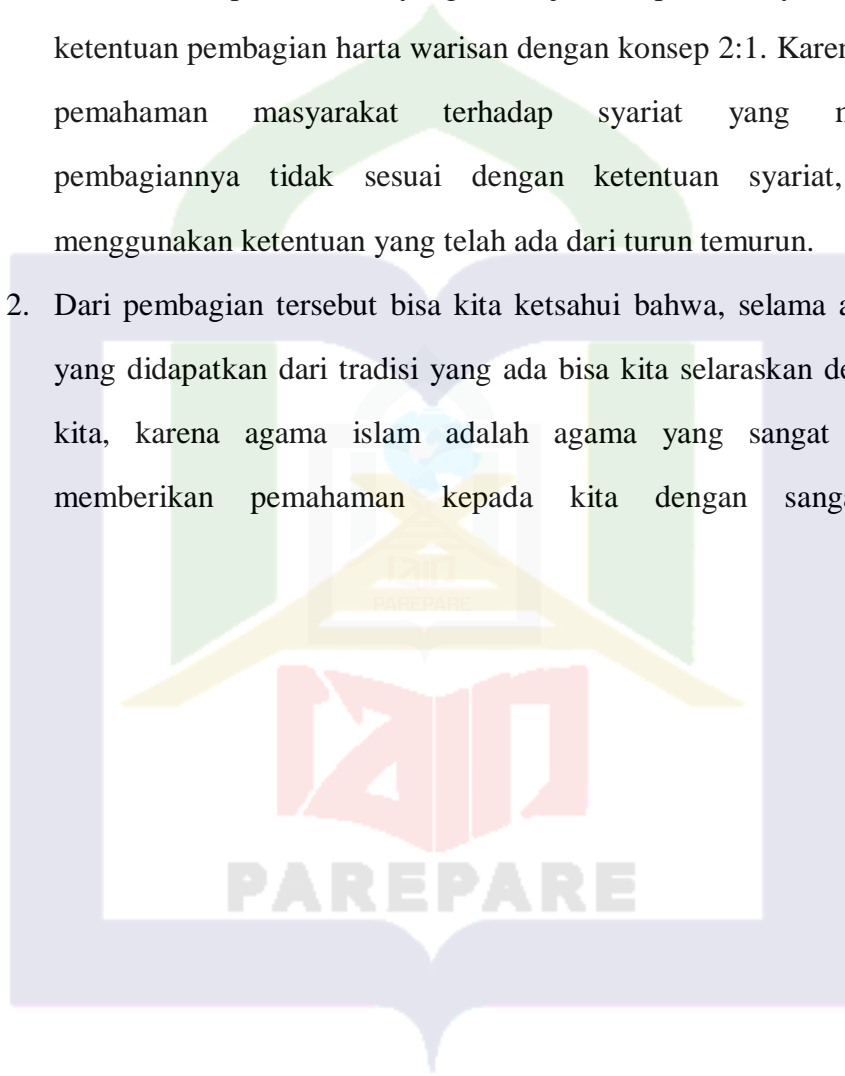 ketentuan pembagian harta warisan dengan konsep 2:1.
pemahaman masyarakat terhadap syariat yang
pembagiannya tidak sesuai dengan ketentuan syariat,
menggunakan ketentuan yang telah ada dari turun temurun.
2. Dari pembagian tersebut bisa kita ketsahui bahwa, selama
yang didapatkan dari tradisi yang ada bisa kita selaraskan
kita, karena agama islam adalah agama yang sangat
memberikan pemahaman kepada kita dengan
iain
PAREPARE
iain
PAREPARE